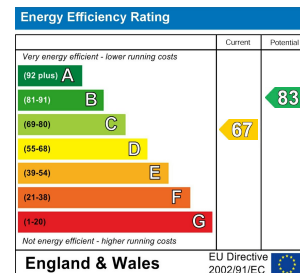 Energy Efficiency Rating
Current Potential
Very energy efficient - lower running costs
(92 plus) A
(81-91) B
83
(69-80) C
67
(55-68) D
(39-54) E
(21-38) F
(1-20) G
Not energy efficient - higher running costs
England & Wales
EU Directive
2002/91/EC